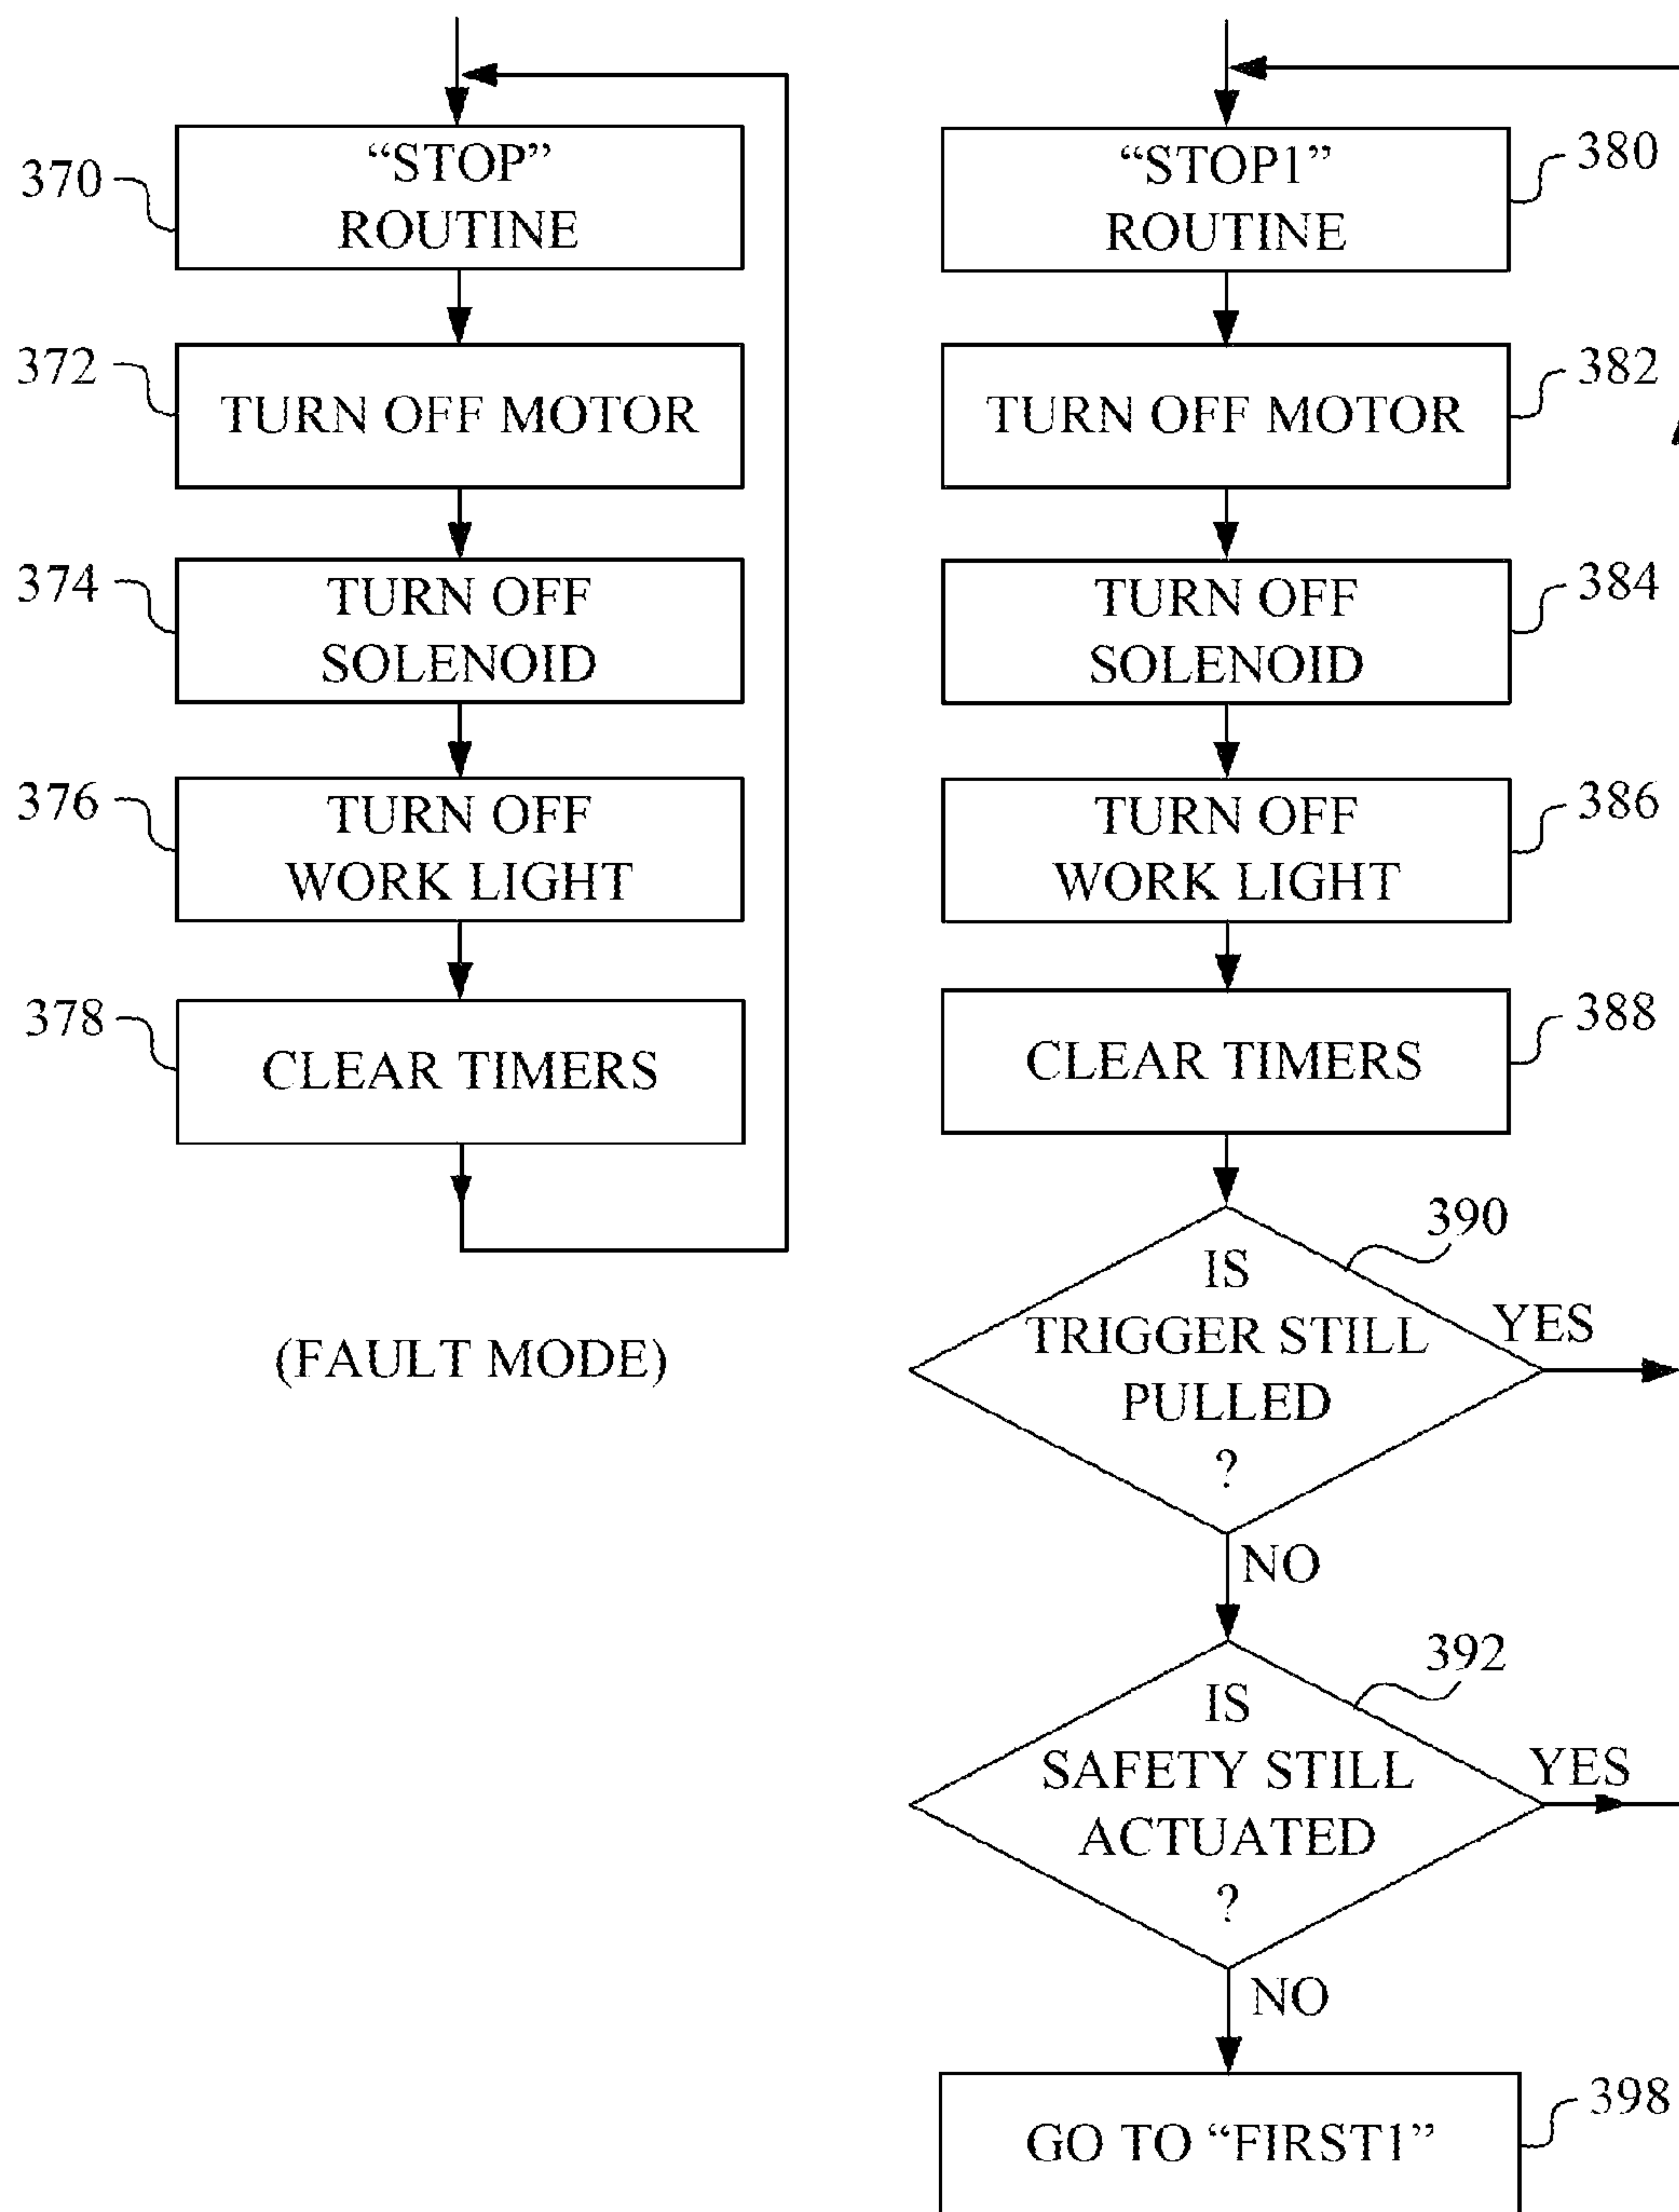 370
“STOP”
ROUTINE
372
TURN OFF MOTOR
374
TURN OFF
SOLENOID
376
TURN OFF
WORK LIGHT
378
CLEAR TIMERS
(FAULT MODE)
380
“STOP1”
ROUTINE
382
TURN OFF MOTOR
384
TURN OFF
SOLENOID
386
TURN OFF
WORK LIGHT
388
CLEAR TIMERS
390
IS
TRIGGER STILL
PULLED
?
YES
NO
392
IS
SAFETY STILL
ACTUATED
?
YES
NO
398
GO TO “FIRST1”